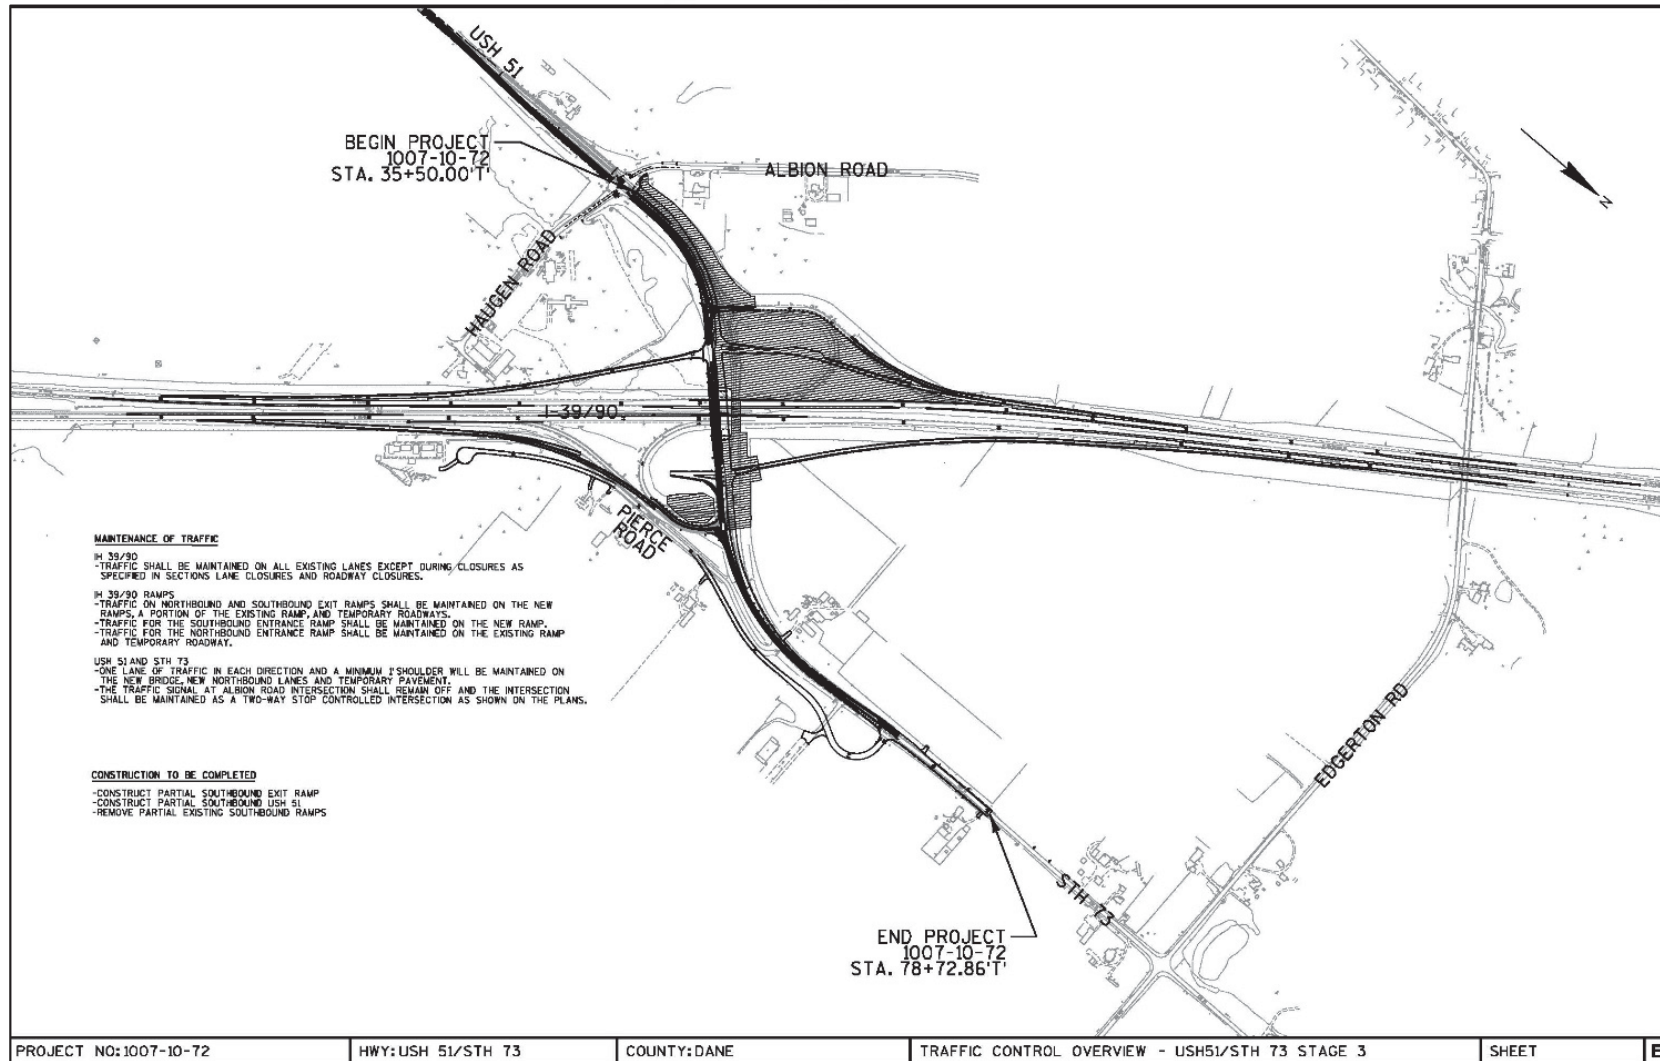 USH 51
BEGIN PROJECT
1007-10-72
STA. 35+50.00'T'
ALBION ROAD
N
HAUGEN ROAD
I-39/90
PIERCE
ROAD
MAINTENANCE OF TRAFFIC
IH 39/90
-TRAFFIC SHALL BE MAINTAINED ON ALL EXISTING LANES EXCEPT DURING CLOSURES AS
SPECIFIED IN SECTIONS LANE CLOSURES AND ROADWAY CLOSURES.
IH 39/90 RAMPS
-TRAFFIC ON NORTHBOUND AND SOUTHBOUND EXIT RAMPS SHALL BE MAINTAINED ON THE NEW
RAMPS, A PORTION OF THE EXISTING RAMP, AND TEMPORARY ROADWAYS.
-TRAFFIC FOR THE SOUTHBOUND ENTRANCE RAMP SHALL BE MAINTAINED ON THE NEW RAMP.
-TRAFFIC FOR THE NORTHBOUND ENTRANCE RAMP SHALL BE MAINTAINED ON THE EXISTING RAMP
AND TEMPORARY ROADWAY.
USH 51 AND STH 73
-ONE LANE OF TRAFFIC IN EACH DIRECTION AND A MINIMUM 1' SHOULDER WILL BE MAINTAINED ON
THE NEW BRIDGE, NEW NORTHBOUND LANES AND TEMPORARY PAVEMENT.
-THE TRAFFIC SIGNAL AT ALBION ROAD INTERSECTION SHALL REMAIN OFF AND THE INTERSECTION
SHALL BE MAINTAINED AS A TWO-WAY STOP CONTROLLED INTERSECTION AS SHOWN ON THE PLANS.
CONSTRUCTION TO BE COMPLETED
-CONSTRUCT PARTIAL SOUTHBOUND EXIT RAMP
-CONSTRUCT PARTIAL SOUTHBOUND USH 51
-REMOVE PARTIAL EXISTING SOUTHBOUND RAMPS
EDGERTON RD
STH 73
END PROJECT
1007-10-72
STA. 78+72.86'T'
PROJECT NO:1007-10-72
HWY:USH 51/STH 73
COUNTY:DANE
TRAFFIC CONTROL OVERVIEW - USH51/STH 73 STAGE 3
SHEET
E